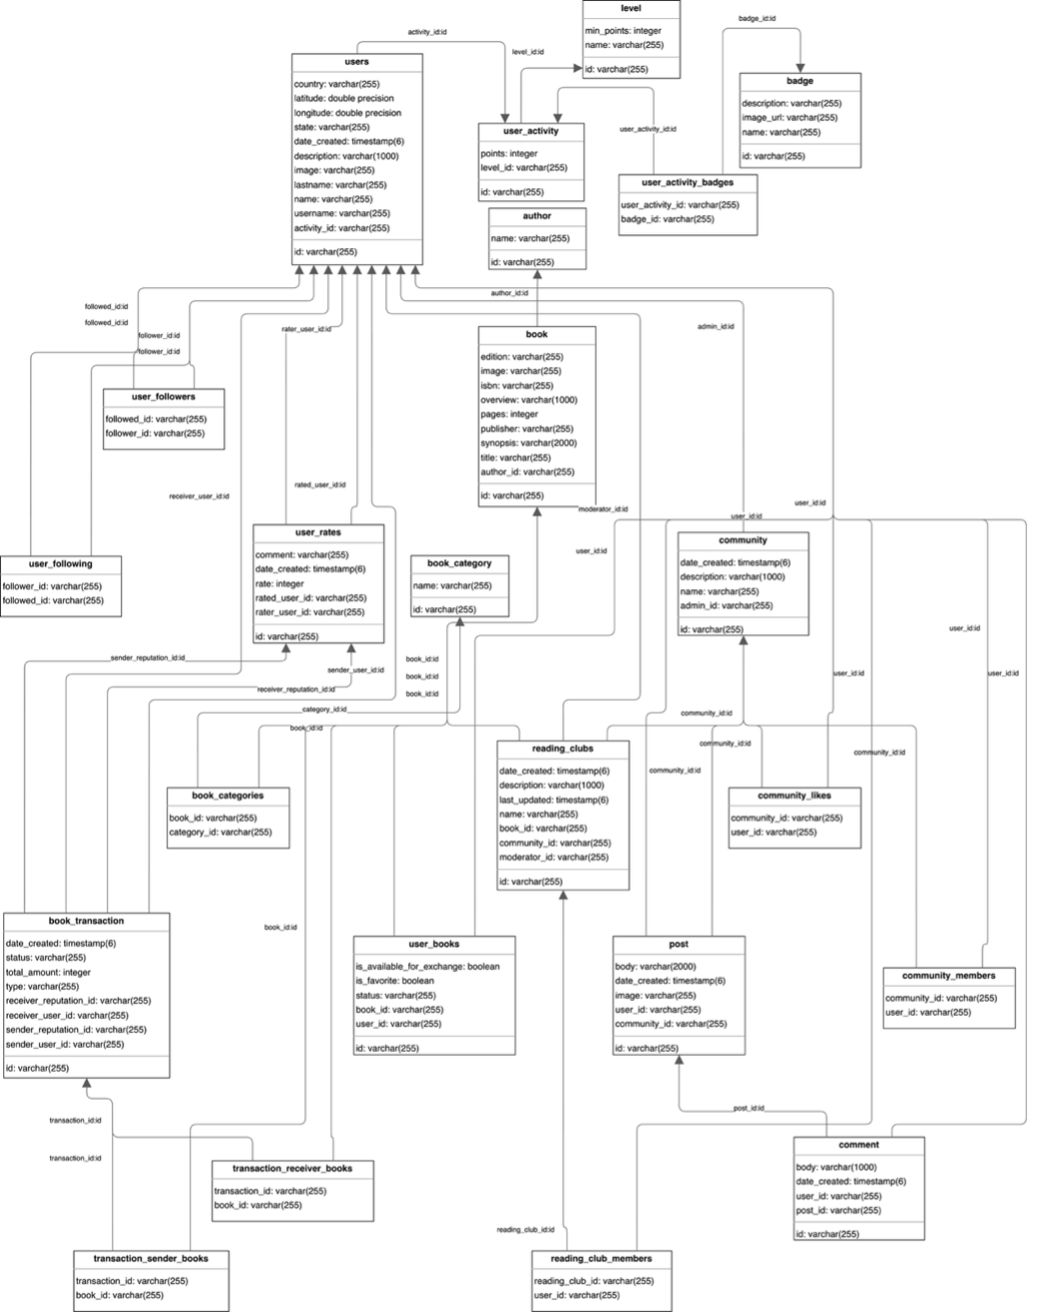 level
min_points: integer
name: varchar(255)
id: varchar(255)
badge_id:id
activity_id:id
level_id:id
users
country: varchar(255)
latitude: double precision
longitude: double precision
state: varchar(255)
date_created: timestamp(6)
description: varchar(1000)
image: varchar(255)
lastname: varchar(255)
name: varchar(255)
username: varchar(255)
activity_id: varchar(255)
id: varchar(255)
user_activity
points: integer
level_id: varchar(255)
id: varchar(255)
user_activity_id:id
badge
description: varchar(255)
image_url: varchar(255)
name: varchar(255)
id: varchar(255)
user_activity_badges
user_activity_id: varchar(255)
badge_id: varchar(255)
author
name: varchar(255)
id: varchar(255)
author_id:id
followed_id:id
followed_id:id
follower_id:id
follower_id:id
rater_user_id:id
admin_id:id
book
edition: varchar(255)
image: varchar(255)
isbn: varchar(255)
overview: varchar(1000)
pages: integer
publisher: varchar(255)
synopsis: varchar(2000)
title: varchar(255)
author_id: varchar(255)
id: varchar(255)
user_followers
followed_id: varchar(255)
follower_id: varchar(255)
receiver_user_id:id
rated_user_id:id
moderator_id:id
user_id:id
user_id:id
user_id:id
user_following
follower_id: varchar(255)
followed_id: varchar(255)
user_rates
comment: varchar(255)
date_created: timestamp(6)
rate: integer
rated_user_id: varchar(255)
rater_user_id: varchar(255)
id: varchar(255)
book_category
name: varchar(255)
id: varchar(255)
community
date_created: timestamp(6)
description: varchar(1000)
name: varchar(255)
admin_id: varchar(255)
id: varchar(255)
user_id:id
user_id:id
user_id:id
sender_reputation_id:id
sender_user_id:id
receiver_reputation_id:id
book_id:id
book_id:id
book_id:id
category_id:id
book_id:id
community_id:id
community_id:id
community_id:id
community_id:id
book_categories
book_id: varchar(255)
category_id: varchar(255)
reading_clubs
date_created: timestamp(6)
description: varchar(1000)
last_updated: timestamp(6)
name: varchar(255)
book_id: varchar(255)
community_id: varchar(255)
moderator_id: varchar(255)
id: varchar(255)
community_likes
community_id: varchar(255)
user_id: varchar(255)
book_transaction
date_created: timestamp(6)
status: varchar(255)
total_amount: integer
type: varchar(255)
receiver_reputation_id: varchar(255)
receiver_user_id: varchar(255)
sender_reputation_id: varchar(255)
sender_user_id: varchar(255)
id: varchar(255)
book_id:id
user_books
is_available_for_exchange: boolean
is_favorite: boolean
status: varchar(255)
book_id: varchar(255)
user_id: varchar(255)
id: varchar(255)
post
body: varchar(2000)
date_created: timestamp(6)
image: varchar(255)
user_id: varchar(255)
community_id: varchar(255)
id: varchar(255)
community_members
community_id: varchar(255)
user_id: varchar(255)
transaction_id:id
transaction_id:id
post_id:id
transaction_receiver_books
transaction_id: varchar(255)
book_id: varchar(255)
comment
body: varchar(1000)
date_created: timestamp(6)
user_id: varchar(255)
post_id: varchar(255)
id: varchar(255)
reading_club_id:id
transaction_sender_books
transaction_id: varchar(255)
book_id: varchar(255)
reading_club_members
reading_club_id: varchar(255)
user_id: varchar(255)